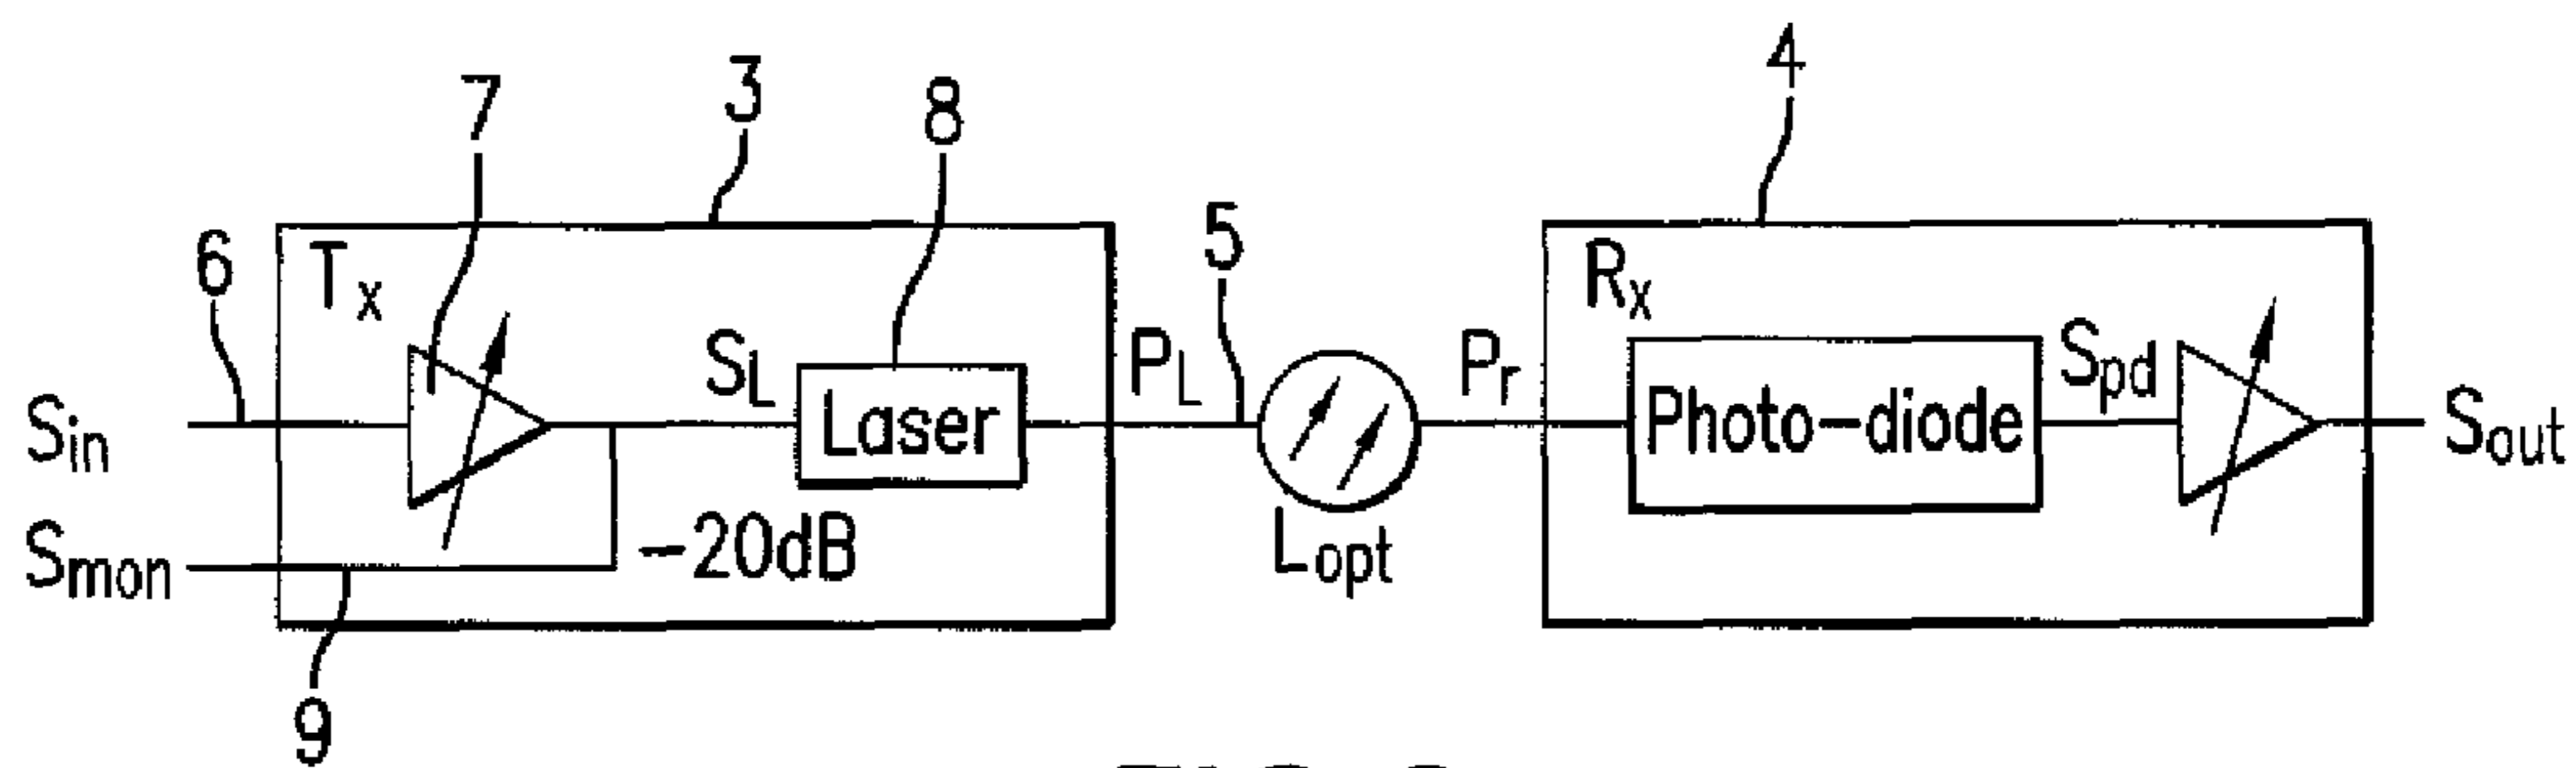 3
4
7
8
5
6
Tx
Rx
Sin
SL
Laser
PL
Pr
Photo-diode
Spd
Sout
Smon
-20dB
Lopt
9